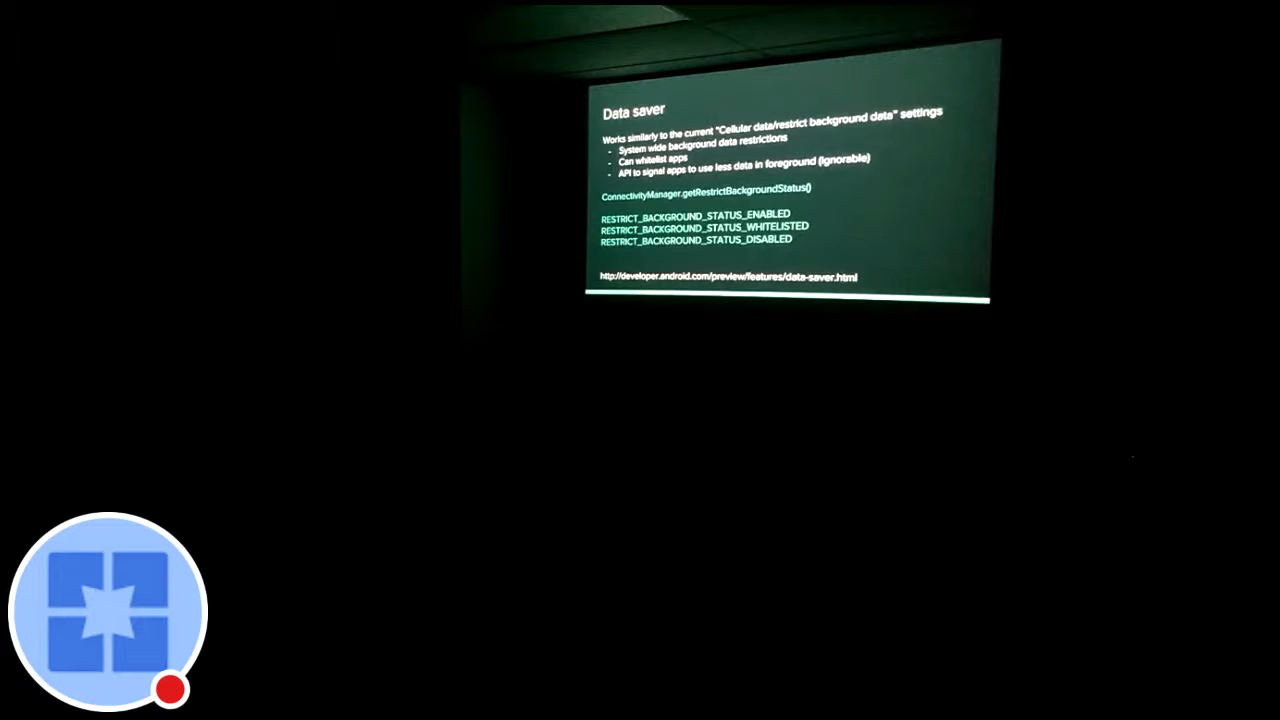 Data saver
Works similarly to the current "Cellular data/restrict background data" settings
- System wide background data restrictions
- Can whitelist apps
- API to signal apps to use less data in foreground (ignorable)
ConnectivityManager.getRestrictBackgroundStatus()
RESTRICT_BACKGROUND_STATUS_ENABLED
RESTRICT_BACKGROUND_STATUS_WHITELISTED
RESTRICT_BACKGROUND_STATUS_DISABLED
http://developer.android.com/preview/features/data-saver.html